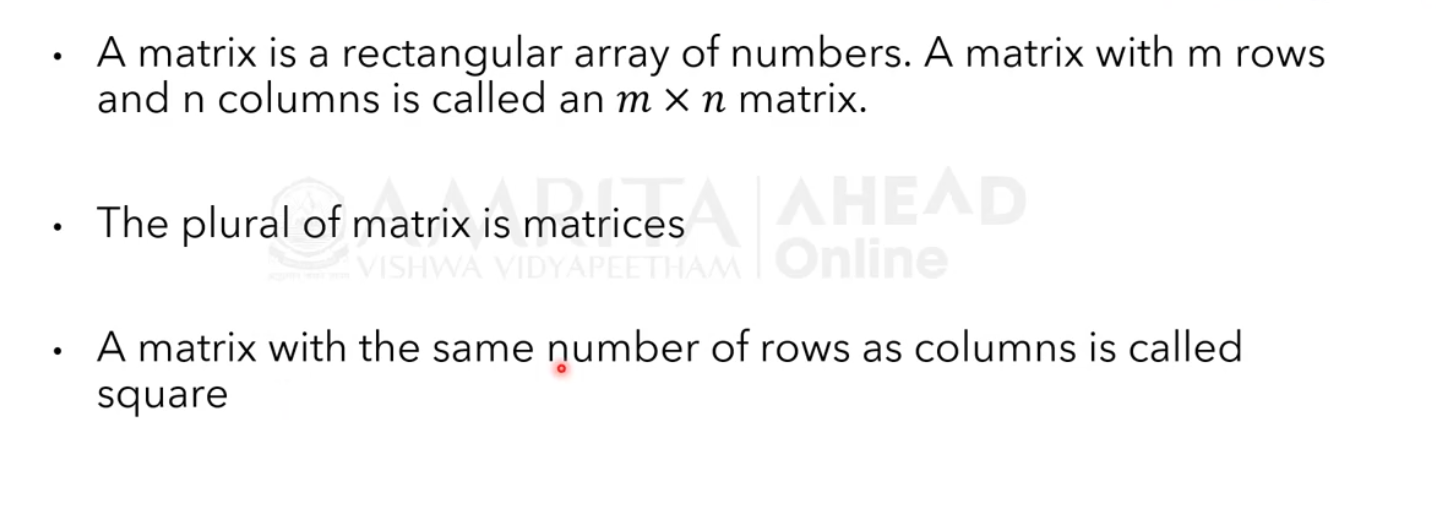 • A matrix is a rectangular array of numbers. A matrix with m rows
and n columns is called an m × n matrix.
AMRITA AHEAD
• The plural of matrix is matrices
VISHWA VIDYAPEETHAM Online
• A matrix with the same number of rows as columns is called
square